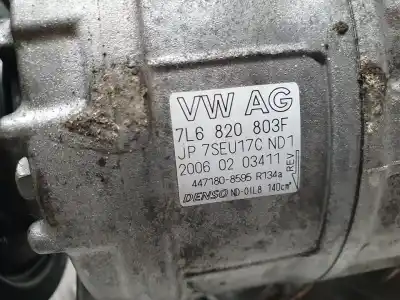 VW AG
7L6 820 803F
JP 7SEU17C ND1
2006 02 03411
REV
447180-8595 R134a
DENSO ND-OIL8 140cm³